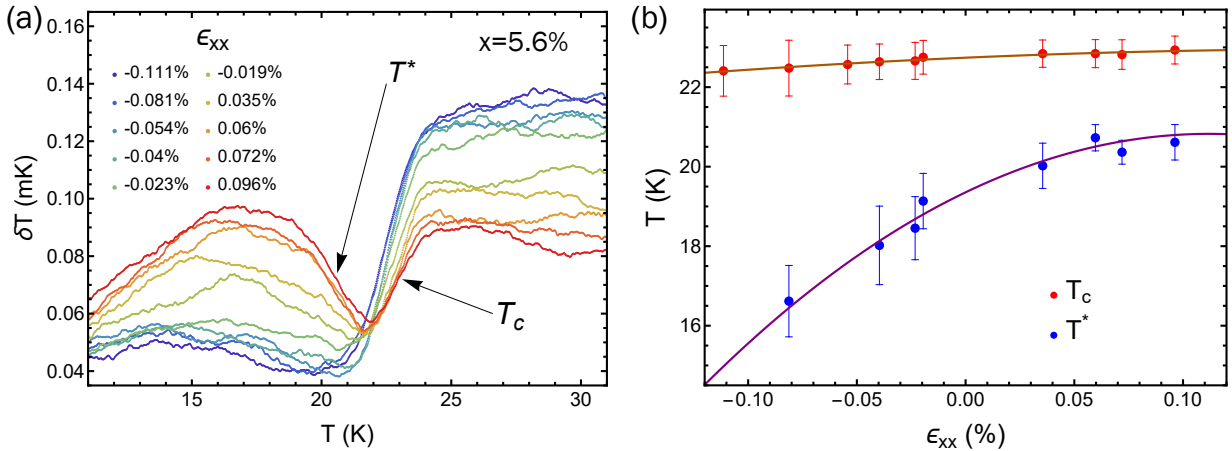 (a)
0.16
0.14
0.12
0.10
0.08
0.06
0.04
δT (mK)
ϵxx
x=5.6%
-0.111% -0.019%
-0.081% 0.035%
-0.054% 0.06%
-0.04% 0.072%
-0.023% 0.096%
T*
Tc
15 20 25 30
T (K)
(b)
22
20
18
16
T (K)
Tc
T*
−0.10 −0.05 0.00 0.05 0.10
ϵxx (%)